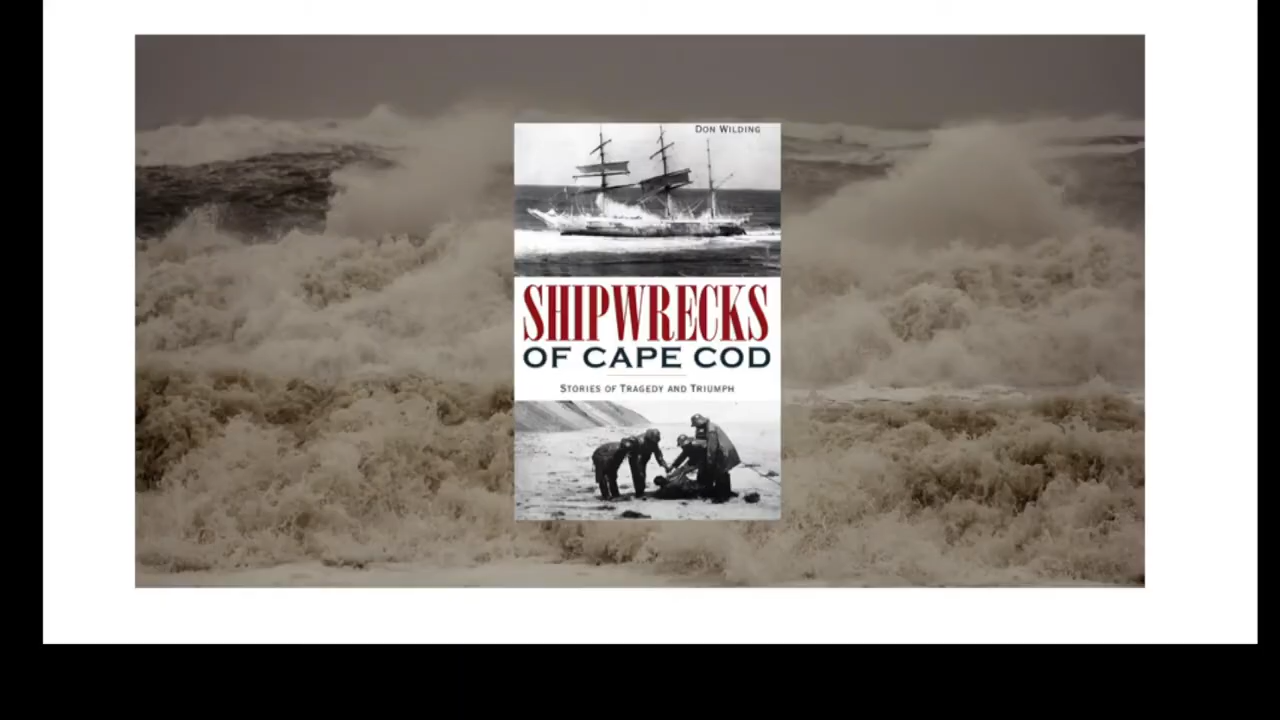 DON WILDING
SHIPWRECKS
OF CAPE COD
STORIES OF TRAGEDY AND TRIUMPH